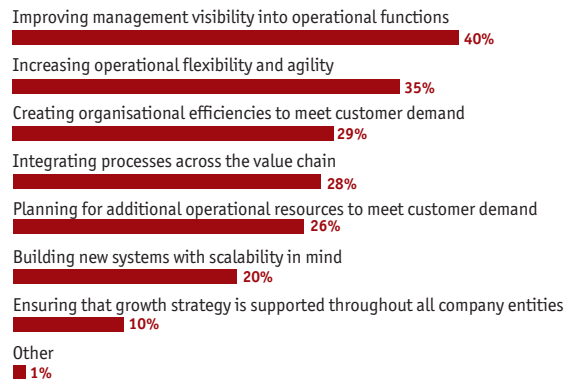 Improving management visibility into operational functions
40%
Increasing operational flexibility and agility
35%
Creating organisational efficiencies to meet customer demand
29%
Integrating processes across the value chain
28%
Planning for additional operational resources to meet customer demand
26%
Building new systems with scalability in mind
20%
Ensuring that growth strategy is supported throughout all company entities
10%
Other
1%